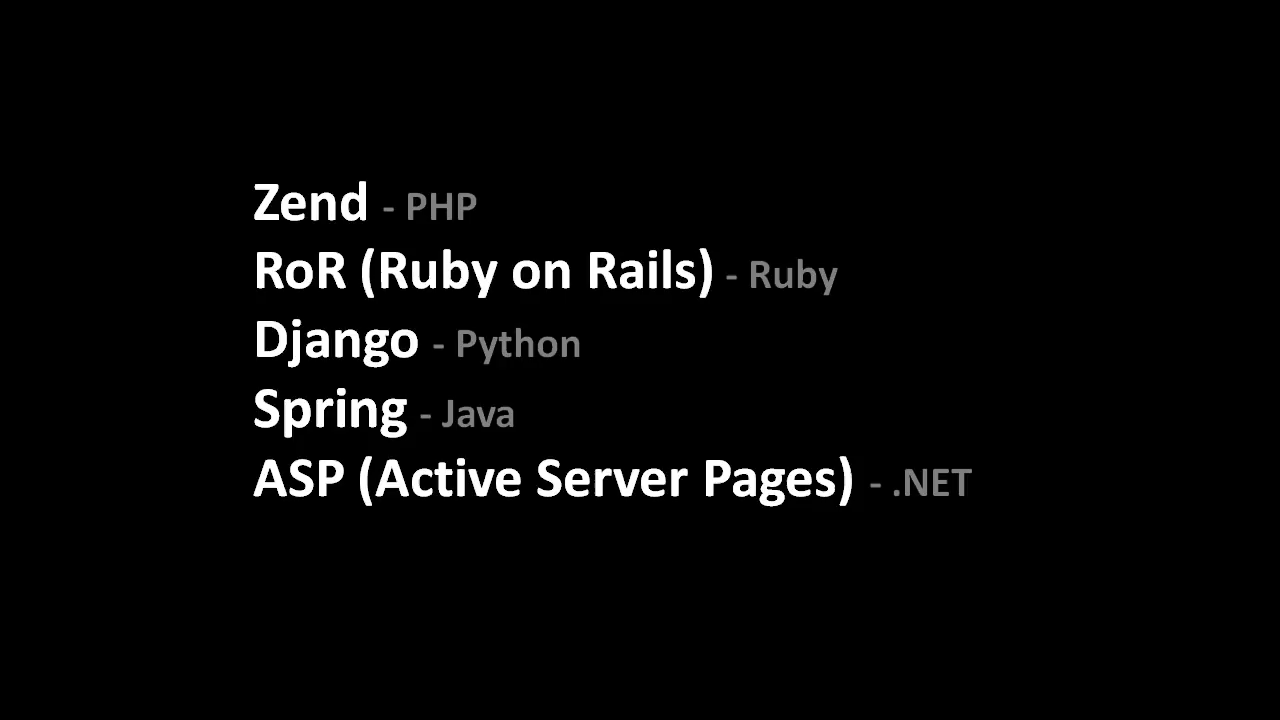 Zend - PHP
RoR (Ruby on Rails) - Ruby
Django - Python
Spring - Java
ASP (Active Server Pages) - .NET